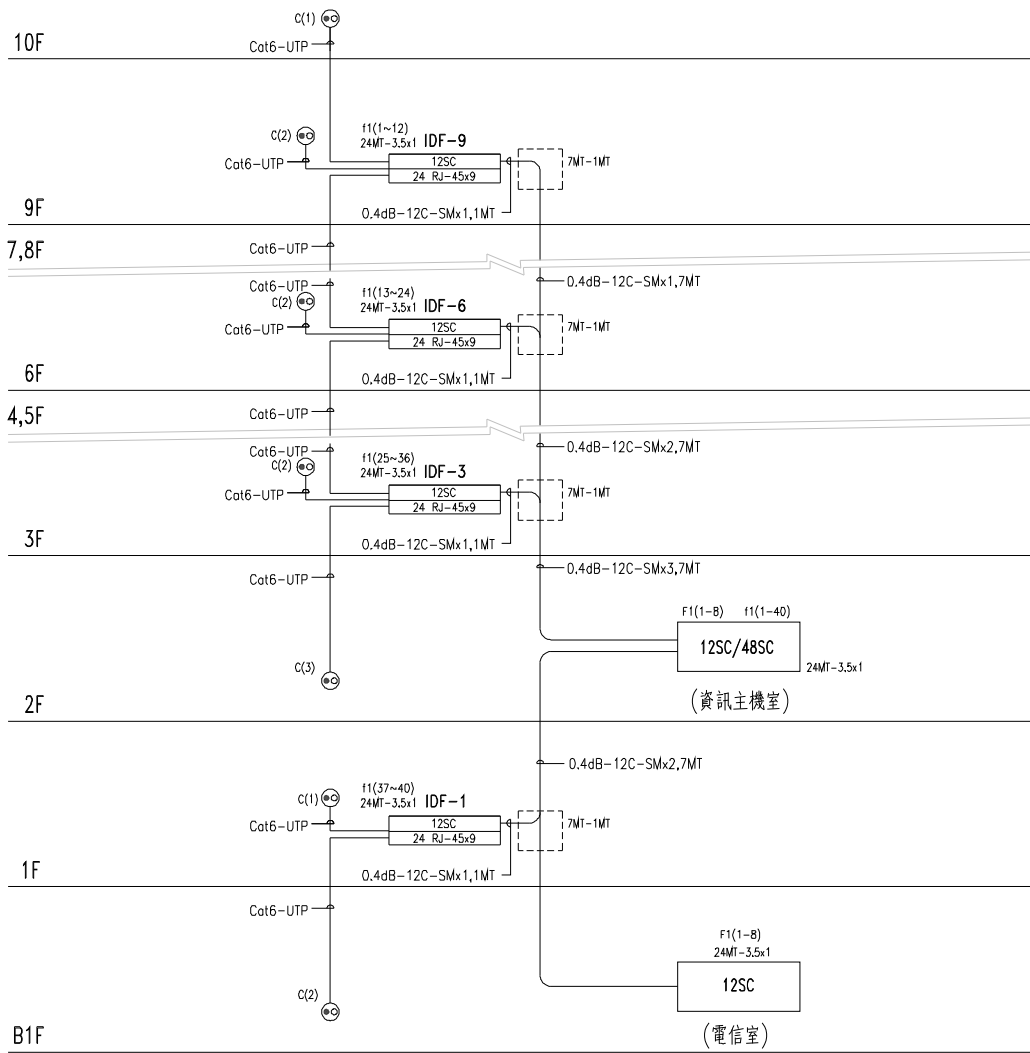 C(1)
10F
Cat6-UTP
f1(1~12)
C(2)
24MT-3.5x1 IDF-9
Cat6-UTP
12SC
7MT-1MT
24 RJ-45x9
9F
0.4dB-12C-SMx1,1MT
7,8F
Cat6-UTP
0.4dB-12C-SMx1,7MT
Cat6-UTP
f1(13~24)
C(2)
24MT-3.5x1 IDF-6
Cat6-UTP
12SC
7MT-1MT
24 RJ-45x9
6F
0.4dB-12C-SMx1,1MT
4,5F
Cat6-UTP
0.4dB-12C-SMx2,7MT
Cat6-UTP
f1(25~36)
C(2)
24MT-3.5x1 IDF-3
Cat6-UTP
12SC
7MT-1MT
24 RJ-45x9
3F
0.4dB-12C-SMx1,1MT
0.4dB-12C-SMx3,7MT
Cat6-UTP
F1(1-8) f1(1-40)
12SC/48SC
24MT-3.5x1
C(3)
2F
(資訊主機室)
0.4dB-12C-SMx2,7MT
f1(37~40)
C(1)
24MT-3.5x1 IDF-1
Cat6-UTP
12SC
7MT-1MT
24 RJ-45x9
1F
0.4dB-12C-SMx1,1MT
Cat6-UTP
F1(1-8)
24MT-3.5x1
12SC
C(2)
B1F
(電信室)